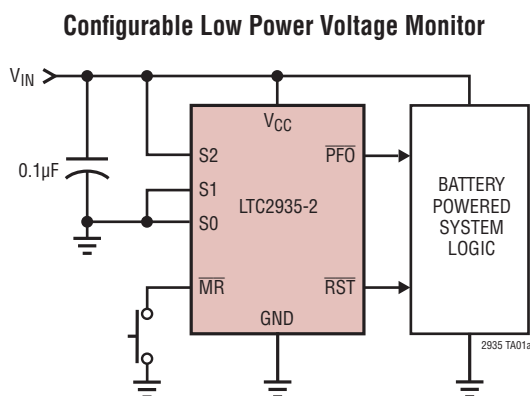 Configurable Low Power Voltage Monitor
VIN
VCC
0.1µF
S2
PFO
S1
LTC2935-2
S0
BATTERY
POWERED
SYSTEM
LOGIC
MR
RST
GND
2935 TA01a